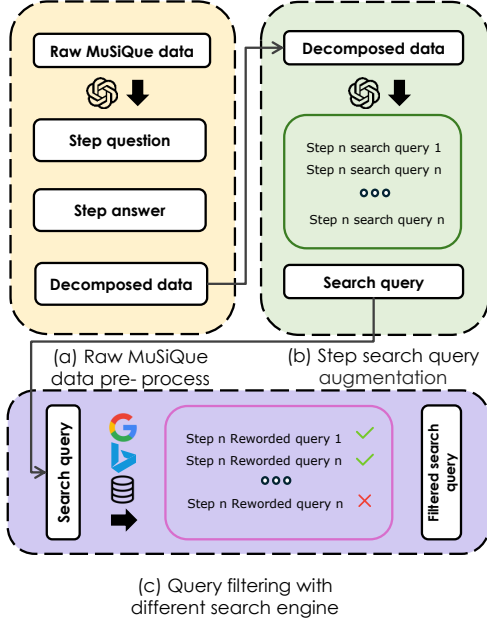 Raw MuSiQue data
Step question
Step answer
Decomposed data
(a) Raw MuSiQue
data pre- process
Decomposed data
Step n search query 1
Step n search query n
Step n search query n
Search query
(b) Step search query
augmentation
Search query
Step n Reworded query 1
Step n Reworded query n
Step n Reworded query n
Filtered search
query
(c) Query filtering with
different search engine